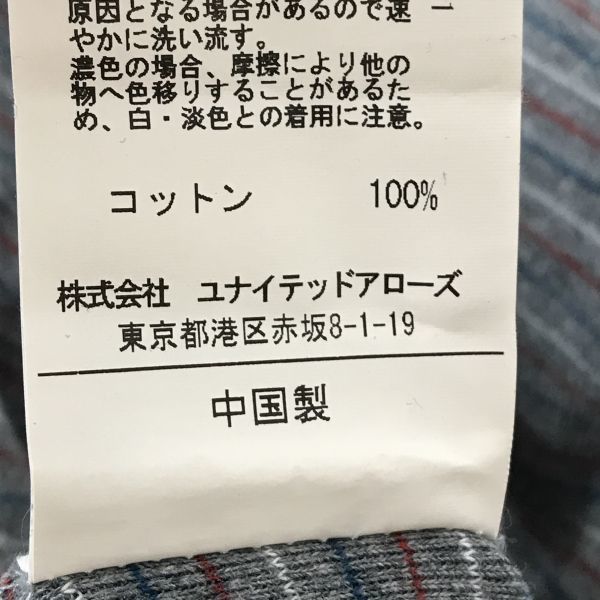 原因となる場合があるので速
やかに洗い流す。
濃色の場合、摩擦により他の
物へ色移りすることがあるた
め、白・淡色との着用に注意。
コットン 100%
株式会社 ユナイテッドアローズ
東京都港区赤坂8-1-19
中国製